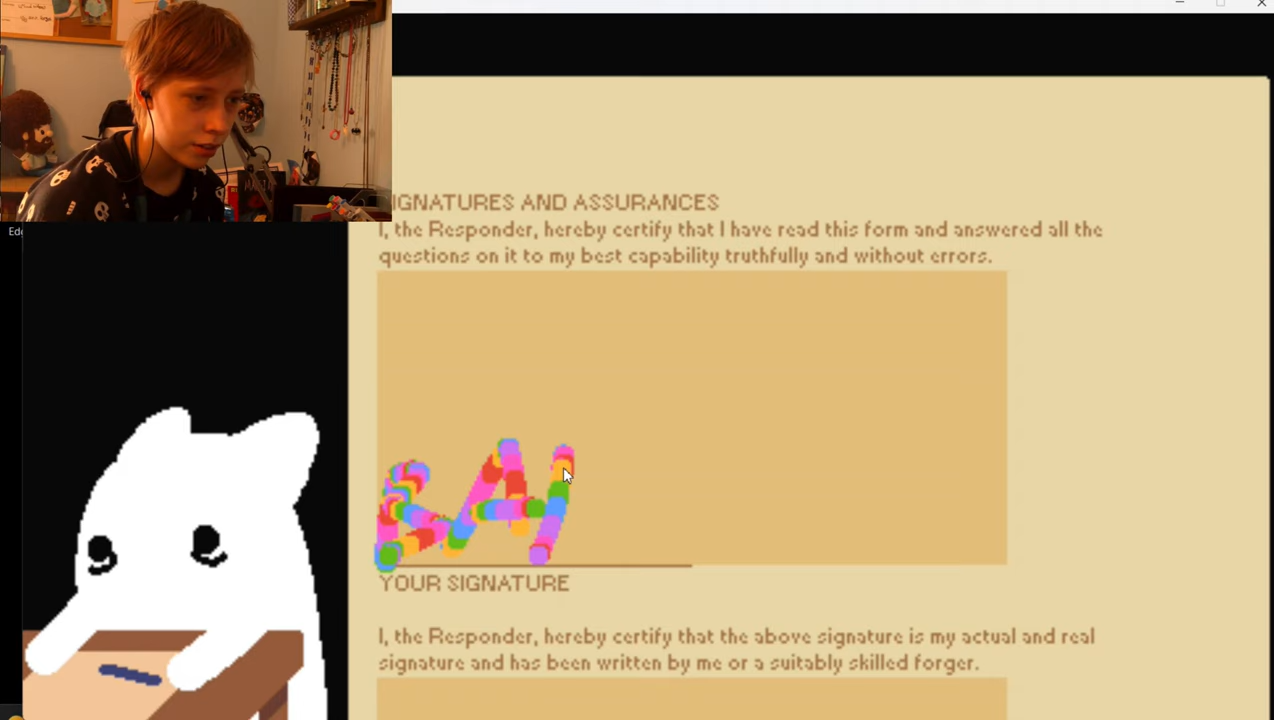 IGNATURES AND ASSURANCES
I, the Responder, hereby certify that I have read this form and answered all the
questions on it to my best capability truthfully and without errors.
YOUR SIGNATURE
I, the Responder, hereby certify that the above signature is my actual and real
signature and has been written by me or a suitably skilled forger.